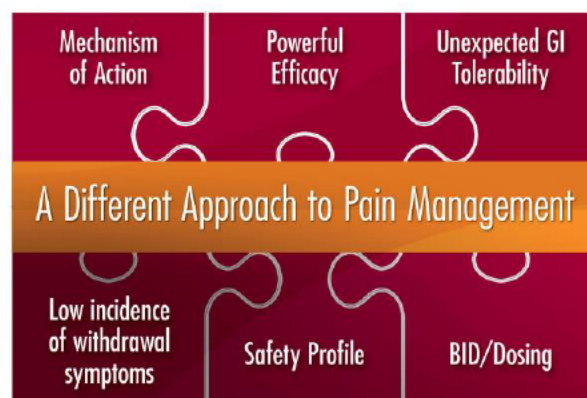 Mechanism
of Action
Powerful
Efficacy
Unexpected GI
Tolerability
A Different Approach to Pain Management
Low incidence
of withdrawal
symptoms
Safety Profile
BID/Dosing